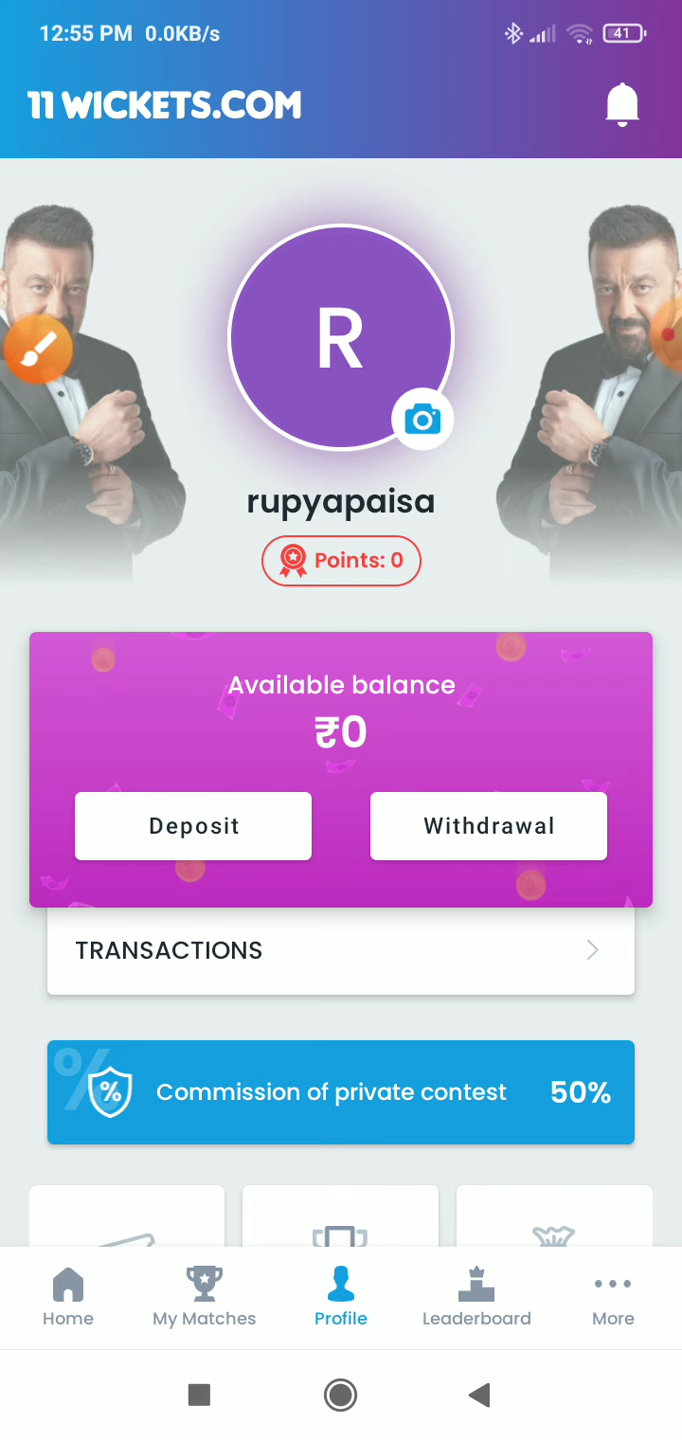 12:55 PM 0.0KB/s 41
11 WICKETS.COM
R
rupyapaisa
Points: 0
Available balance
₹0
Deposit Withdrawal
TRANSACTIONS
% Commission of private contest 50%
Home My Matches Profile Leaderboard More